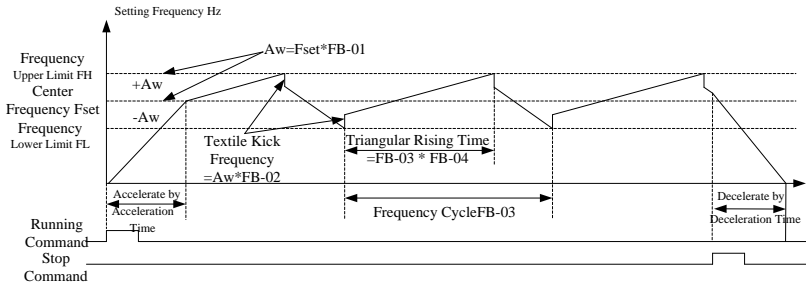 Setting Frequency Hz
Aw=Fset*FB-01
Frequency
Upper Limit FH
+Aw
Center
Frequency Fset
-Aw
Frequency
Lower Limit FL
Textile Kick
Frequency
=Aw*FB-02
Triangular Rising Time
=FB-03 * FB-04
Accelerate by
Acceleration
Time
Frequency CycleFB-03
Decelerate by
Deceleration Time
Running
Command
Stop
Command